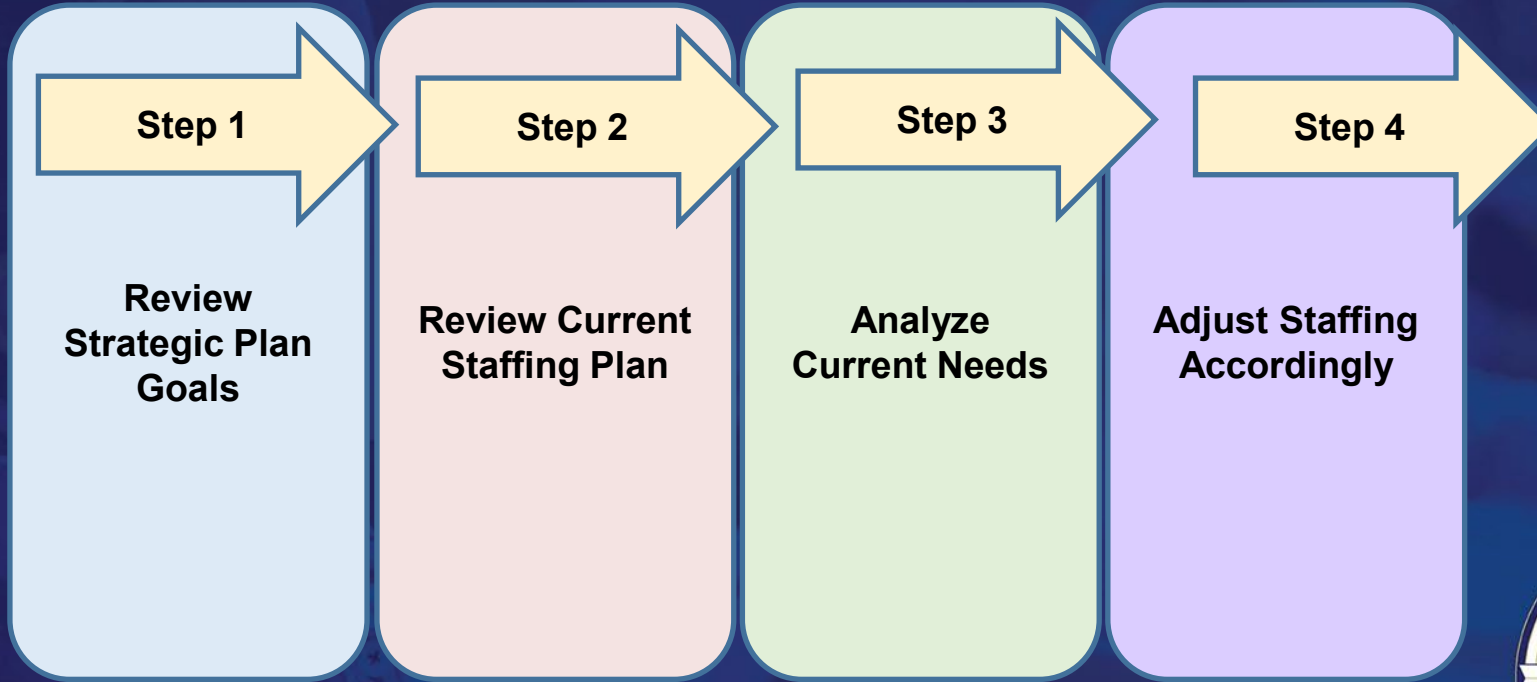 Step 1
Review
Strategic Plan
Goals
Step 2
Review Current
Staffing Plan
Step 3
Analyze
Current Needs
Step 4
Adjust Staffing
Accordingly